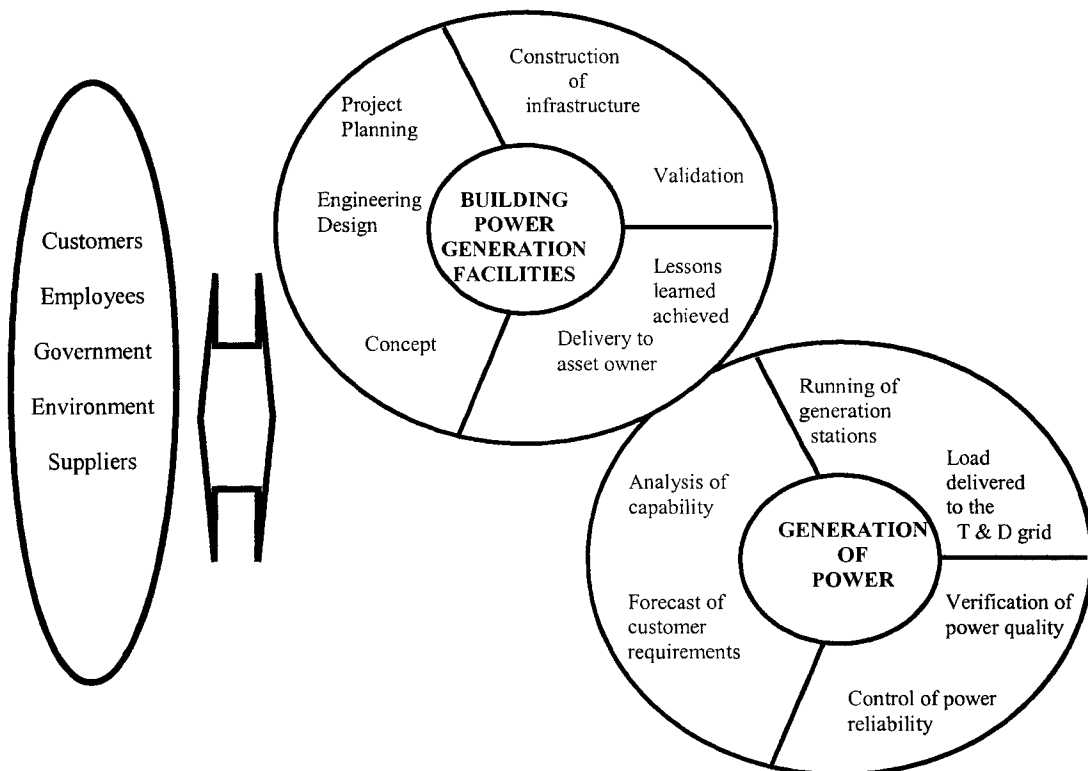 Customers
Employees
Government
Environment
Suppliers
Project
Planning
Engineering
Design
Concept
Construction
of
infrastructure
Validation
Lessons
learned
achieved
Delivery to
asset owner
BUILDING
POWER
GENERATION
FACILITIES
Analysis of
capability
Forecast of
customer
requirements
Running of
generation
stations
Load
delivered
to the
T & D grid
Verification of
power quality
Control of power
reliability
GENERATION
OF
POWER